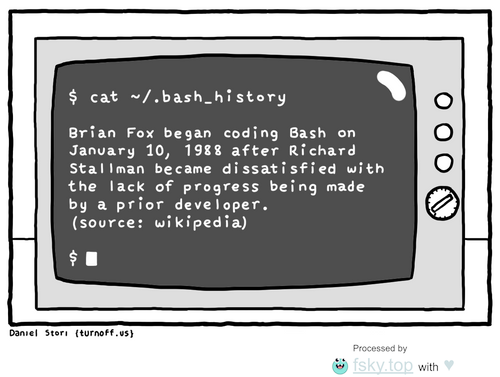 $ cat ~/.bash_history
Brian Fox began coding Bash on
January 10, 1988 after Richard
Stallman became dissatisfied with
the lack of progress being made
by a prior developer.
(source: wikipedia)
$
Daniel Stori {turnoff.us}
Processed by
fsky.top with ♥